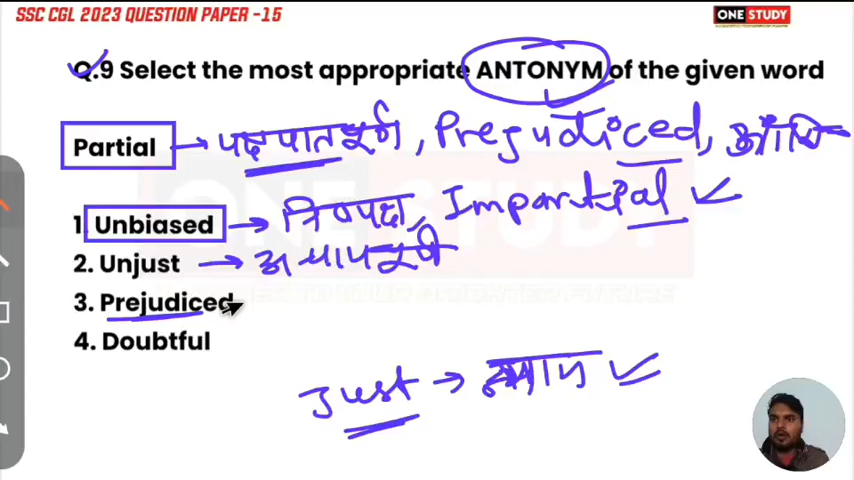 SSC CGL 2023 QUESTION PAPER -15
ONE STUDY
Q.9 Select the most appropriate ANTONYM of the given word
Partial → पक्षपातपूर्ण, Prejudiced,
1. Unbiased → निष्पक्ष, Impartial
2. Unjust → अन्यायपूर्ण
3. Prejudiced
4. Doubtful
Just → न्याय